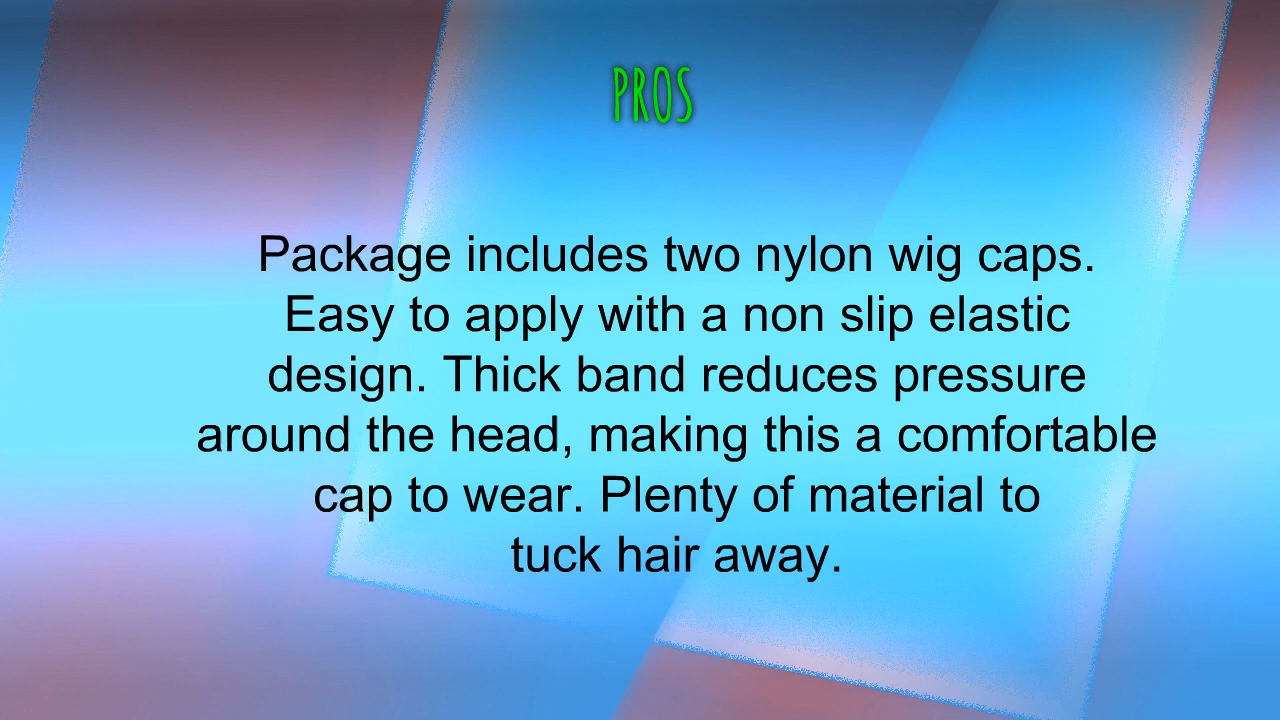 PROS
Package includes two nylon wig caps.
Easy to apply with a non slip elastic
design. Thick band reduces pressure
around the head, making this a comfortable
cap to wear. Plenty of material to
tuck hair away.